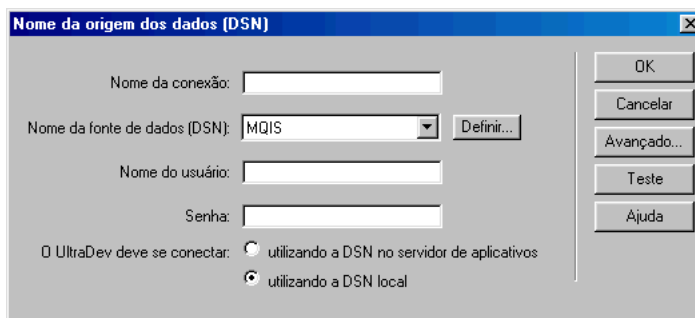 Nome da origem dos dados (DSN)
Nome da conexão:
OK
Cancelar
Nome da fonte de dados (DSN): MQIS Definir...
Avançado...
Nome do usuário:
Teste
Senha:
Ajuda
O UltraDev deve se conectar: utilizando a DSN no servidor de aplicativos
utilizando a DSN local